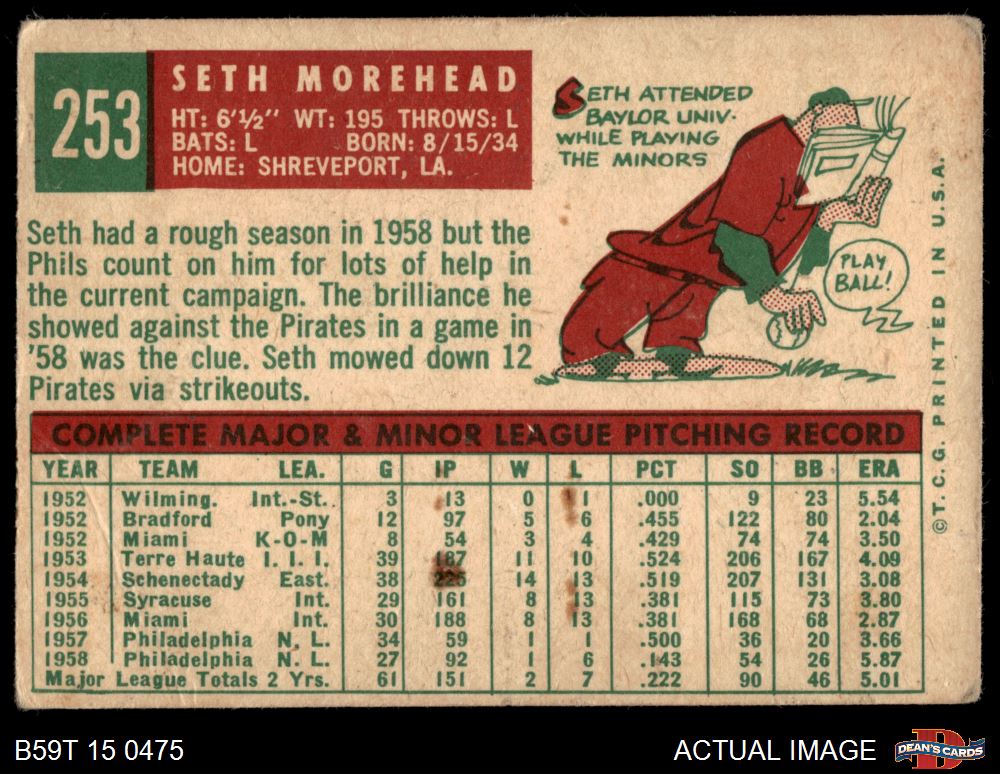 253
SETH MOREHEAD
HT: 6'½" WT: 195 THROWS: L
BATS: L BORN: 8/15/34
HOME: SHREVEPORT, LA.
SETH ATTENDED
BAYLOR UNIV.
WHILE PLAYING
THE MINORS
PLAY
BALL!
Seth had a rough season in 1958 but the
Phils count on him for lots of help in
the current campaign. The brilliance he
showed against the Pirates in a game in
'58 was the clue. Seth mowed down 12
Pirates via strikeouts.
COMPLETE MAJOR & MINOR LEAGUE PITCHING RECORD
YEAR TEAM LEA. G IP W L PCT SO BB ERA
1952 Wilming. Int.-St. 3 13 0 1 .000 9 23 5.54
1952 Bradford Pony 12 97 5 6 .455 122 80 2.04
1952 Miami K-O-M 8 54 3 4 .429 74 74 3.50
1953 Terre Haute I. I. I. 39 187 11 10 .524 206 167 4.09
1954 Schenectady East. 38 14 13 .519 207 131 3.08
1955 Syracuse Int. 29 161 8 13 .381 115 73 3.80
1956 Miami Int. 30 188 8 13 .381 168 68 2.87
1957 Philadelphia N. L. 34 59 1 1 .500 36 20 3.66
1958 Philadelphia N. L. 27 92 1 6 .143 54 26 5.87
Major League Totals 2 Yrs. 61 151 2 7 .222 90 46 5.01
© T. C. G. PRINTED IN U.S.A.
B59T 15 0475
ACTUAL IMAGE
DEAN'S CARDS